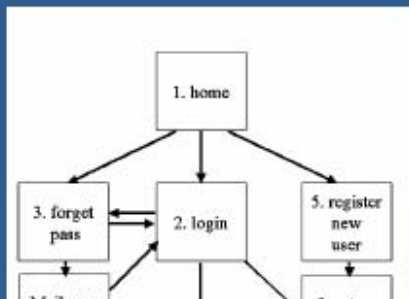 1. home
3. forget
pass
2. login
5. register
new
user